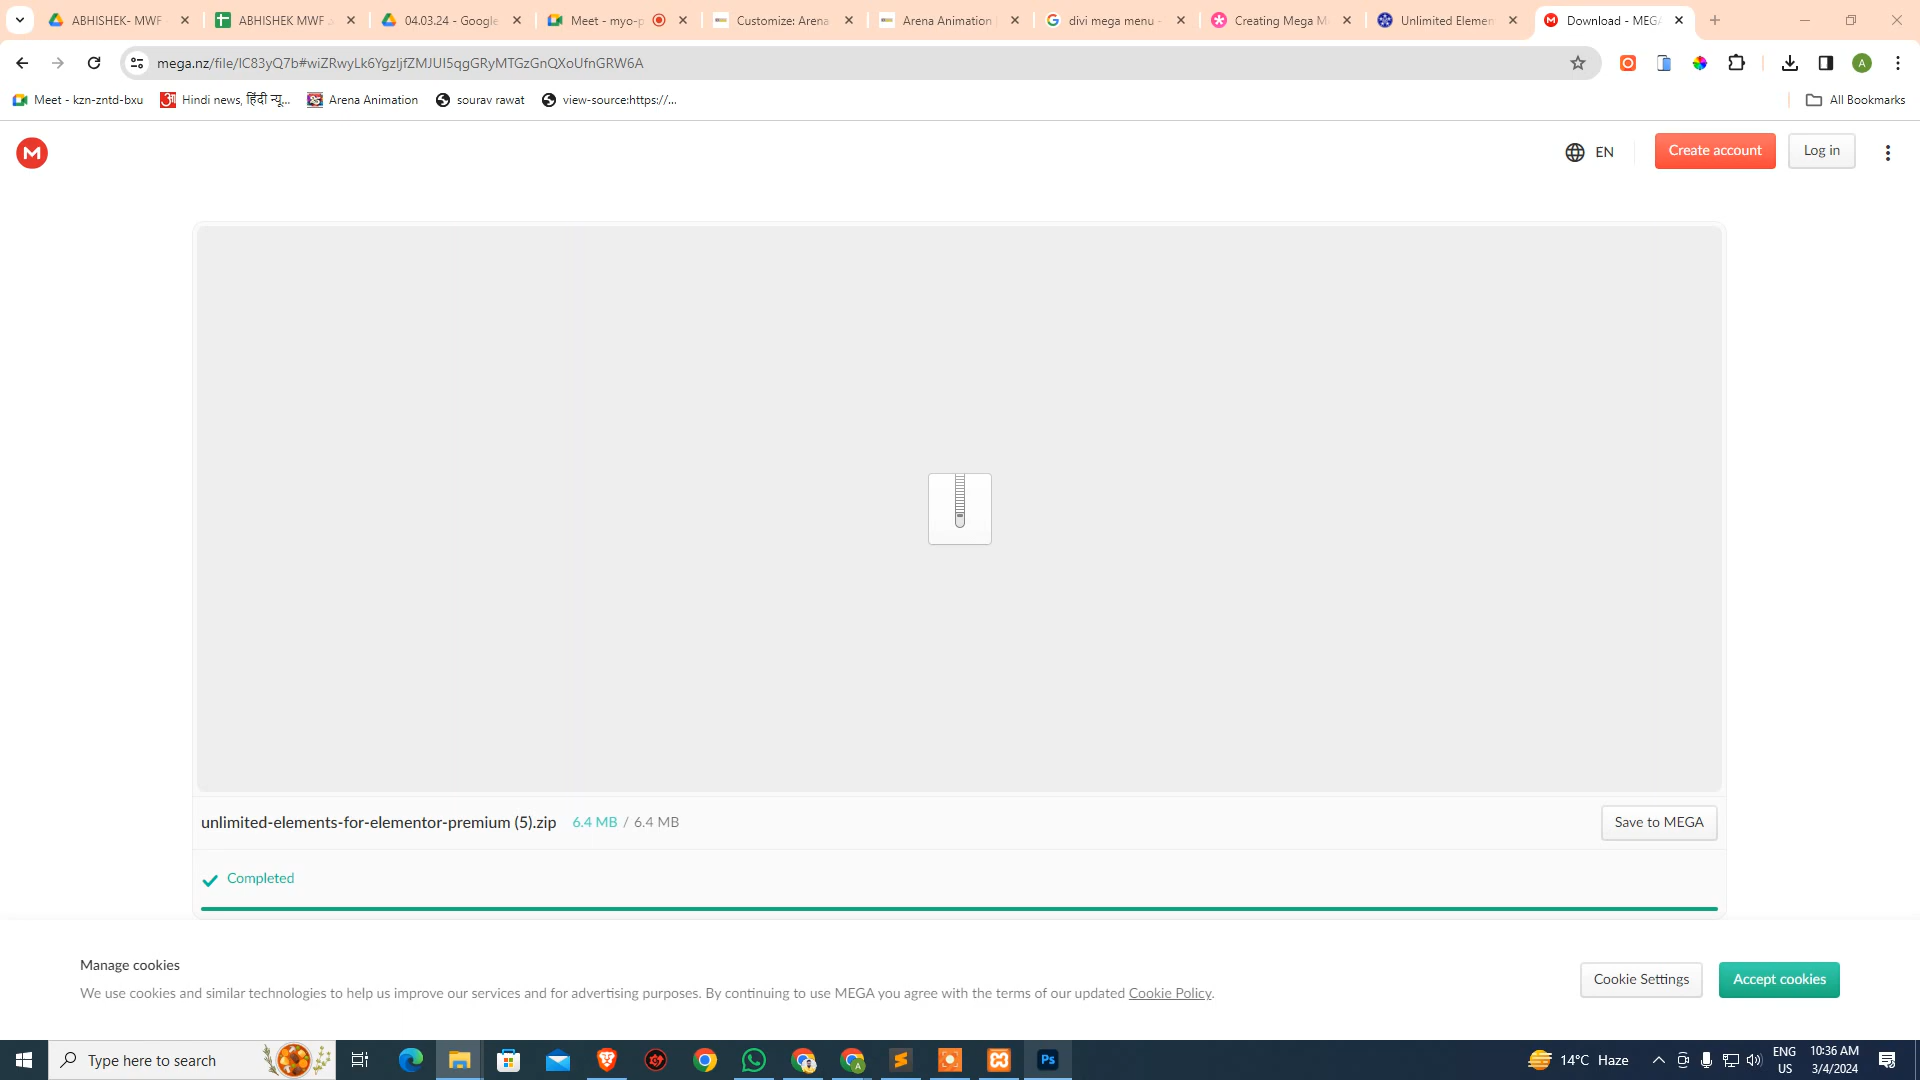 ABHISHEK- MWF
ABHISHEK MWF
04.03.24 - Google
Meet - myo-p
Customize: Arena
Arena Animation
divi mega menu -
Creating Mega M
Unlimited Elemen
Download - MEGA
mega.nz/file/IC83yQ7b#wiZRwyLk6YgzIjfZMJUI5qgGRyMTGzGnQXoUfnGRW6A
Meet - kzn-zntd-bxu
Hindi news, हिंदी न्यू...
Arena Animation
sourav rawat
view-source:https://...
All Bookmarks
EN
Create account
Log in
unlimited-elements-for-elementor-premium (5).zip 6.4 MB / 6.4 MB
Save to MEGA
Completed
Manage cookies
We use cookies and similar technologies to help us improve our services and for advertising purposes. By continuing to use MEGA you agree with the terms of our updated Cookie Policy.
Cookie Settings
Accept cookies
Type here to search
Ps
14°C Haze
ENG
US
10:36 AM
3/4/2024